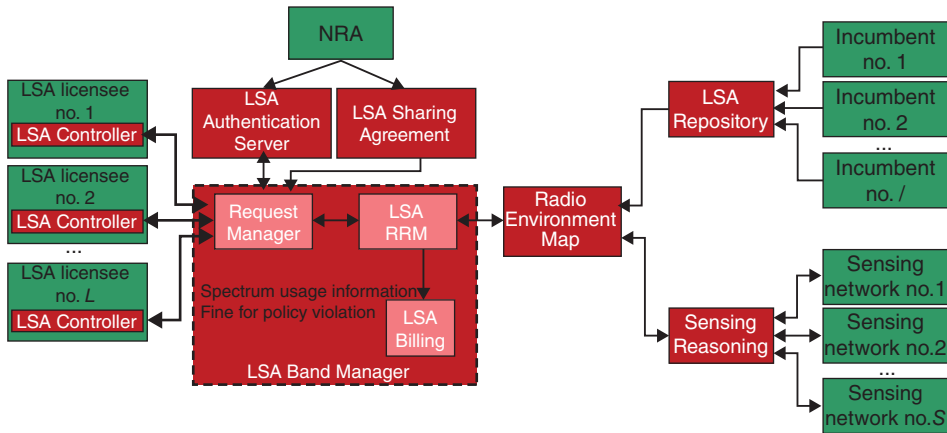 NRA
LSA
Authentication
Server
LSA Sharing
Agreement
LSA licensee
no. 1
LSA Controller
LSA licensee
no. 2
LSA Controller
...
LSA licensee
no. L
LSA Controller
Request
Manager
LSA
RRM
Spectrum usage information
Fine for policy violation
LSA
Billing
LSA Band Manager
Radio
Environment
Map
LSA
Repository
Sensing
Reasoning
Incumbent
no. 1
Incumbent
no. 2
...
Incumbent
no. I
Sensing
network no.1
Sensing
network no.2
...
Sensing
network no.S